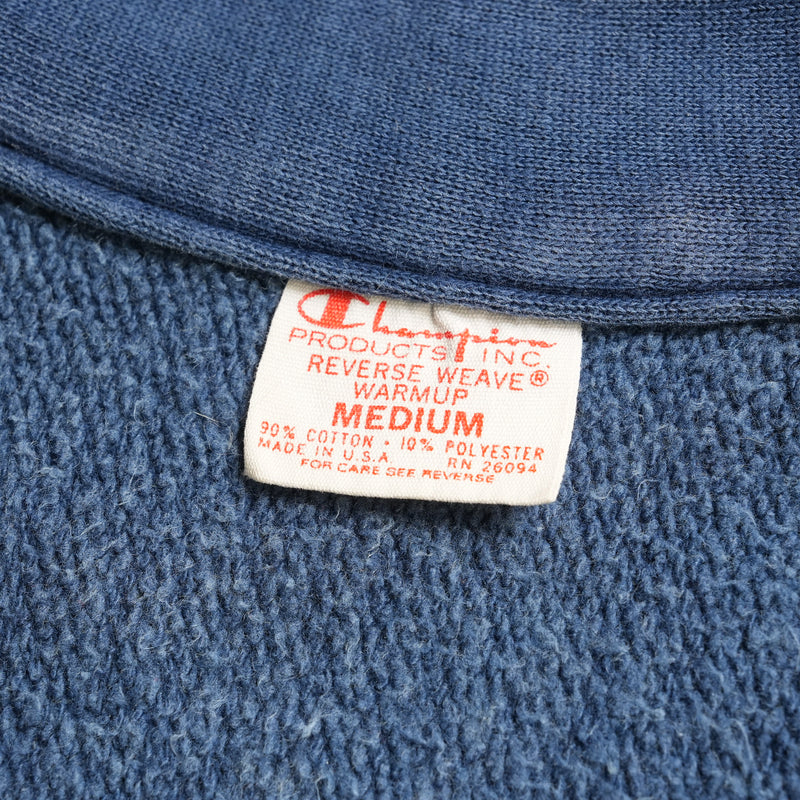 Champion
PRODUCTS INC.
REVERSE WEAVE®
WARMUP
MEDIUM
90% COTTON · 10% POLYESTER
MADE IN U.S.A. RN 26094
FOR CARE SEE REVERSE